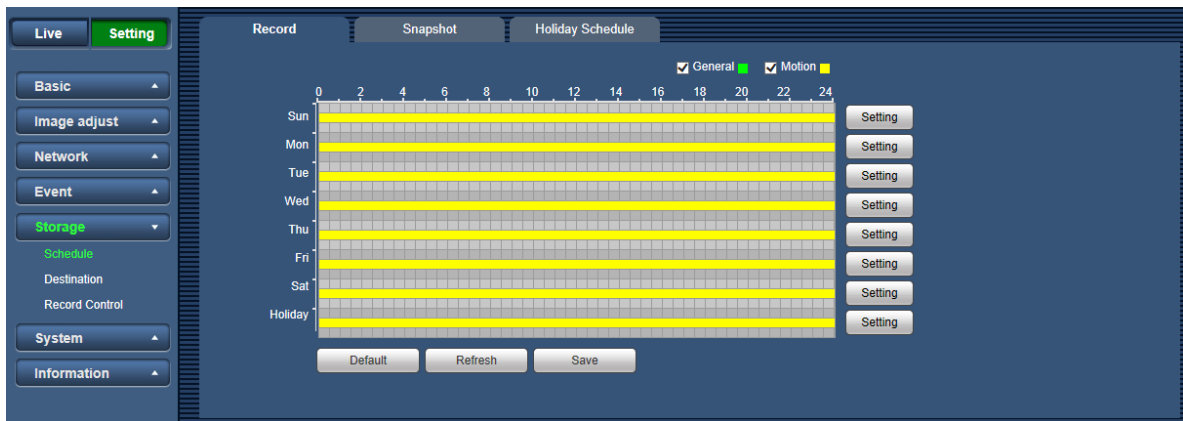 Live Setting
Record Snapshot Holiday Schedule
General Motion
0 2 4 6 8 10 12 14 16 18 20 22 24
Basic
Image adjust
Network
Event
Storage
Schedule
Destination
Record Control
System
Information
Sun Setting
Mon Setting
Tue Setting
Wed Setting
Thu Setting
Fri Setting
Sat Setting
Holiday Setting
Default Refresh Save